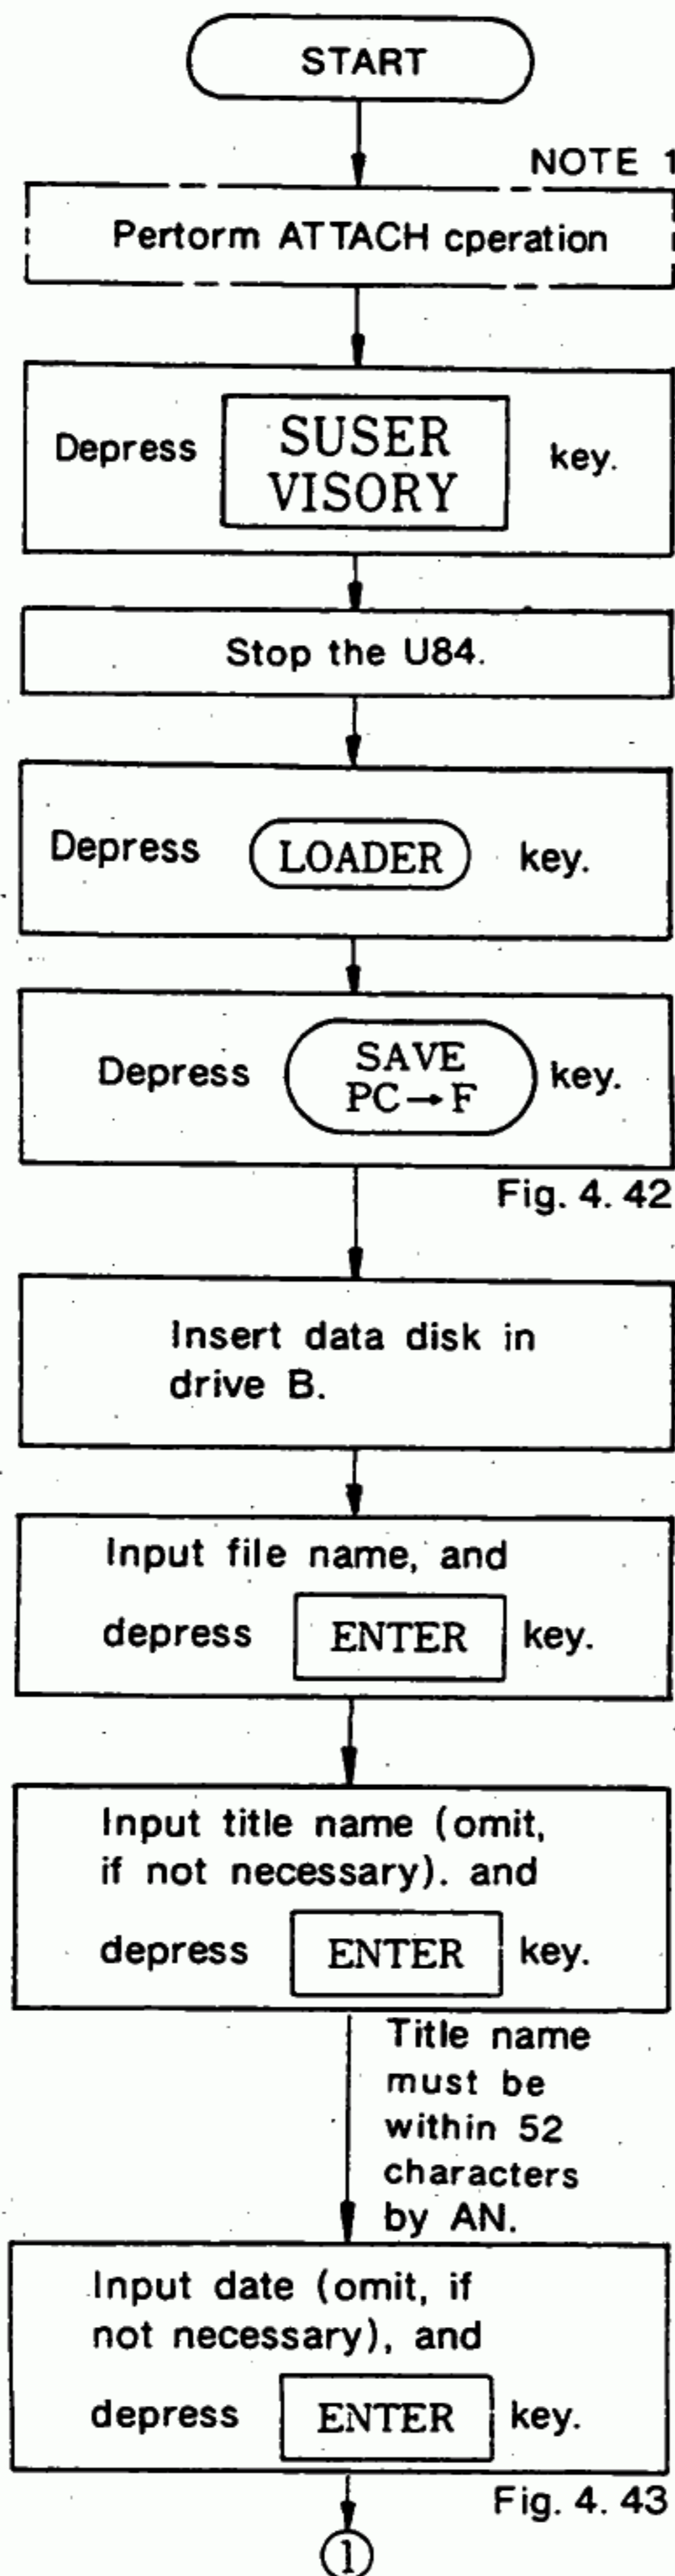 START
NOTE 1
Pertorm ATTACH cperation
Depress SUSER VISORY key.
Stop the U84.
Depress LOADER key.
Depress SAVE PC→F key.
Fig. 4. 42
Insert data disk in
drive B.
Input file name, and
depress ENTER key.
Input title name (omit,
if not necessary). and
depress ENTER key.
Title name
must be
within 52
characters
by AN.
Input date (omit, if
not necessary), and
depress ENTER key.
Fig. 4. 43
1